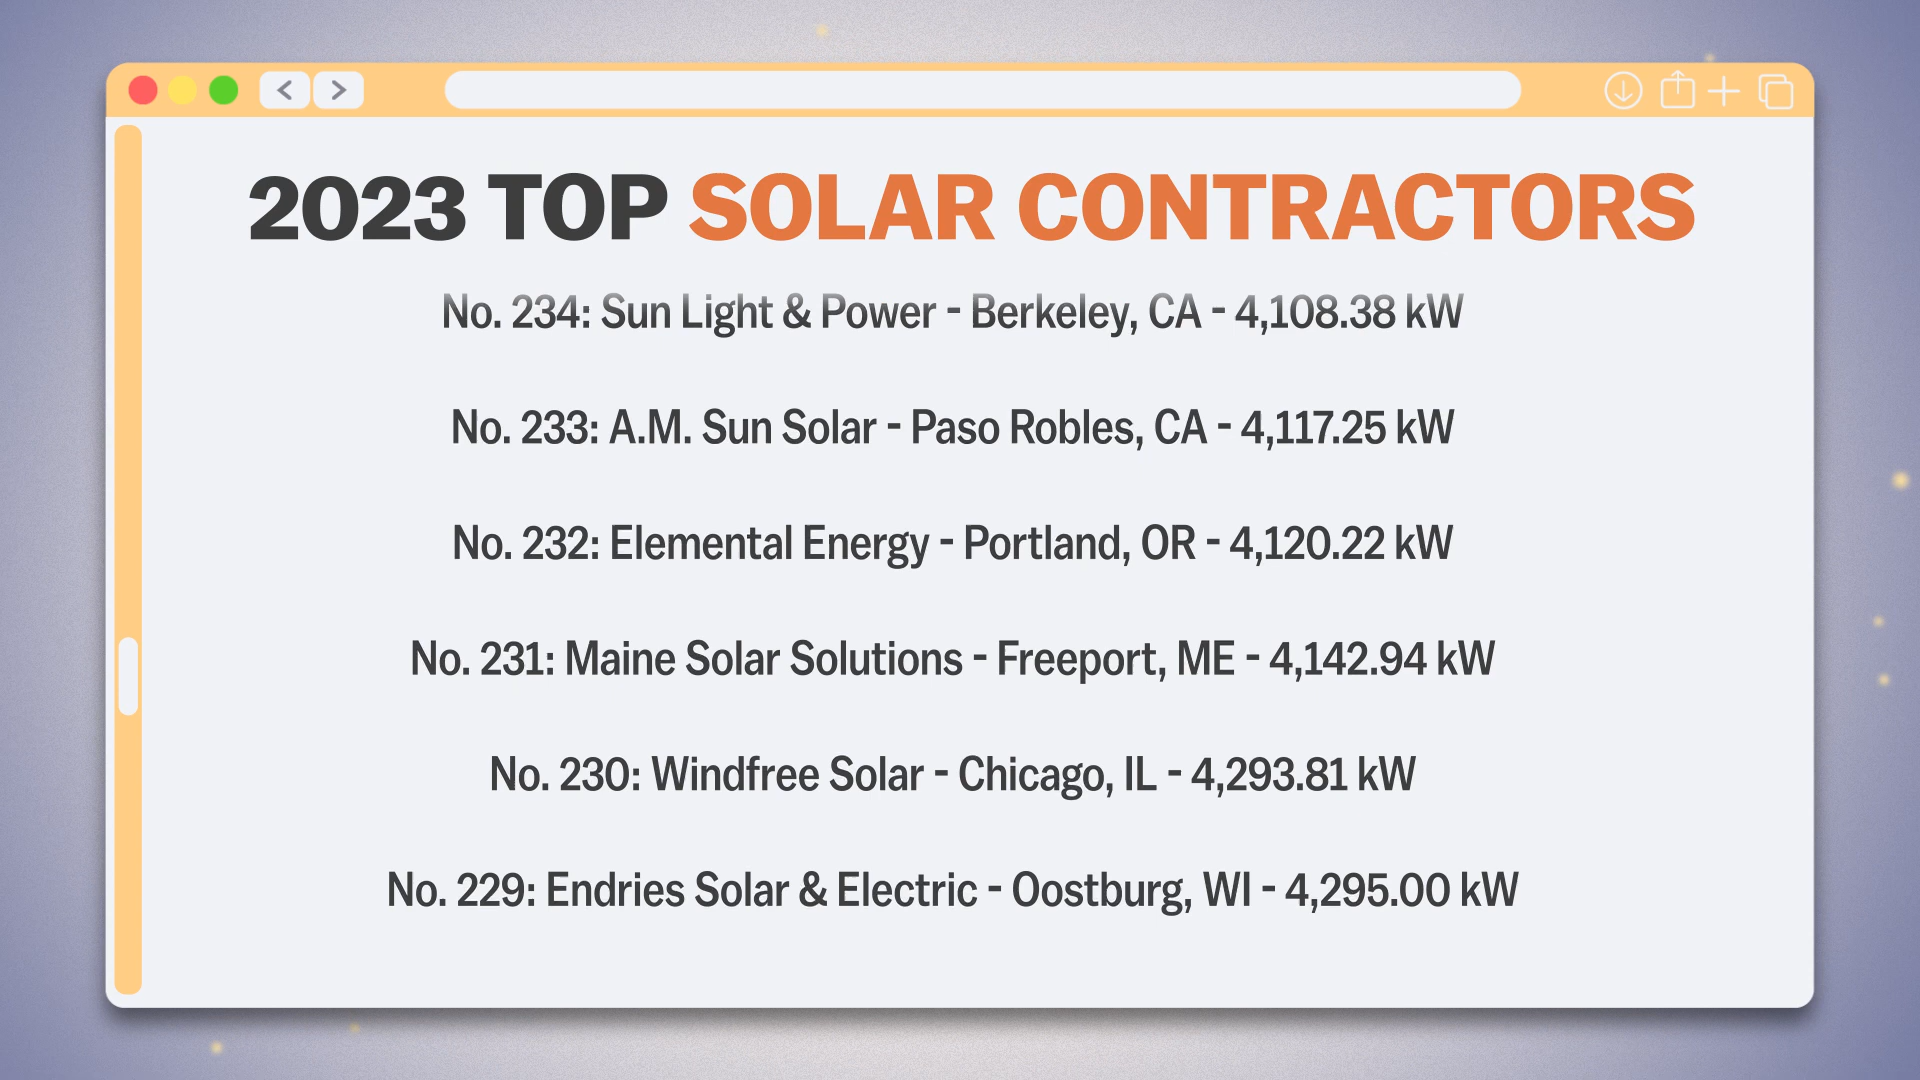 2023 TOP SOLAR CONTRACTORS
No. 234: Sun Light & Power - Berkeley, CA - 4,108.38 kW
No. 233: A.M. Sun Solar - Paso Robles, CA - 4,117.25 kW
No. 232: Elemental Energy - Portland, OR - 4,120.22 kW
No. 231: Maine Solar Solutions - Freeport, ME - 4,142.94 kW
No. 230: Windfree Solar - Chicago, IL - 4,293.81 kW
No. 229: Endries Solar & Electric - Oostburg, WI - 4,295.00 kW